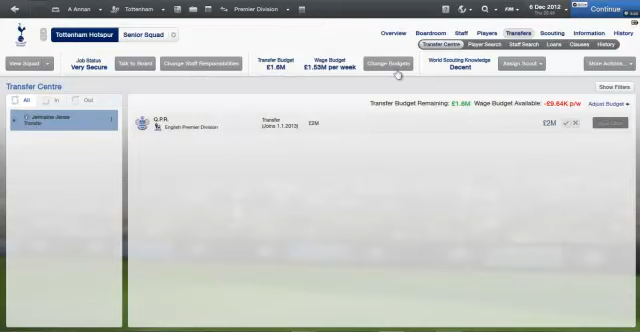 A Annan
Tottenham
Premier Division
FM
6 Dec 2012
Continue
Tottenham Hotspur
Senior Squad
Overview
Boardroom
Staff
Players
Transfers
Scouting
Information
History
Transfer Centre
Player Search
Staff Search
Loans
Clauses
History
View Squad
Job Status
Very Secure
Talk to Board
Change Staff Responsibilities
Transfer Budget
£1.6M
Wage Budget
£1.53M per week
Change Budgets
World Scouting Knowledge
Decent
Assign Scout
More Actions...
Transfer Centre
Show Filters
All
In
Out
Transfer Budget Remaining: £1.6M Wage Budget Available: -£9.64K p/w
Adjust Budget
Jermaine Jenas
Transfer
Q.P.R.
English Premier Division
Transfer
(Joins 1.1.2013)
£2M
£2M